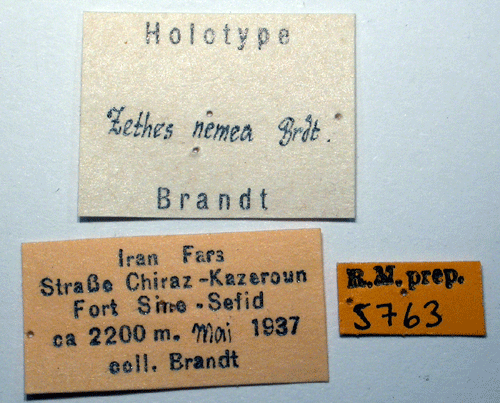 Holotype
Zethes nemea Brdt.
Brandt
Iran Fars
Straße Chiraz-Kazeroun
Fort Sine-Sefid
ca 2200 m. Mai 1937
coll. Brandt
R.M. prep.
5763